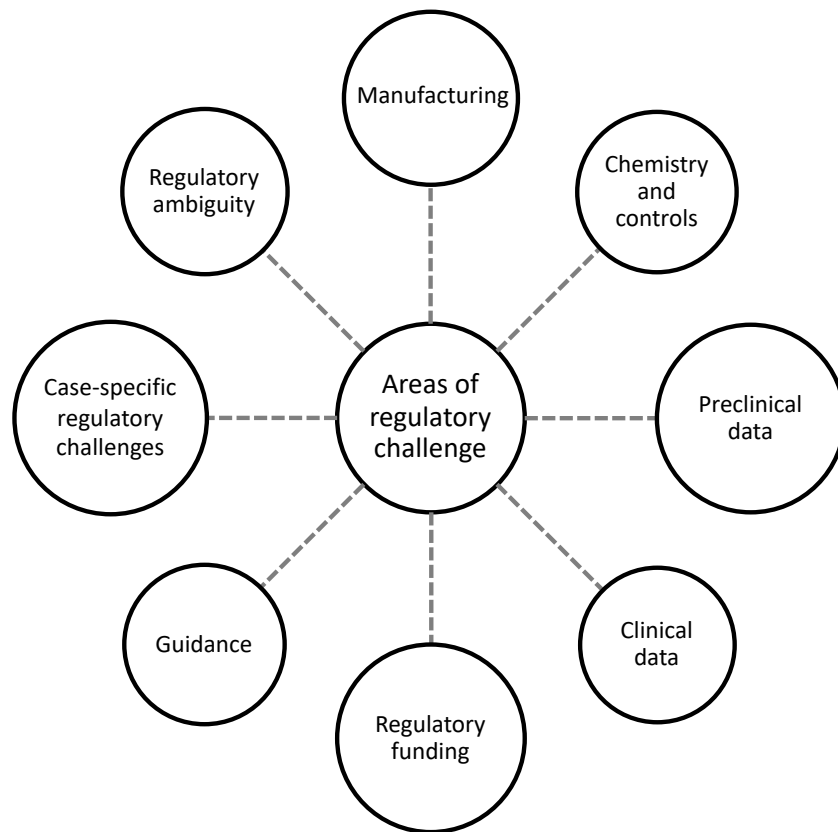 Manufacturing
Chemistry
and
controls
Regulatory
ambiguity
Areas of
regulatory
challenge
Case-specific
regulatory
challenges
Preclinical
data
Guidance
Clinical
data
Regulatory
funding